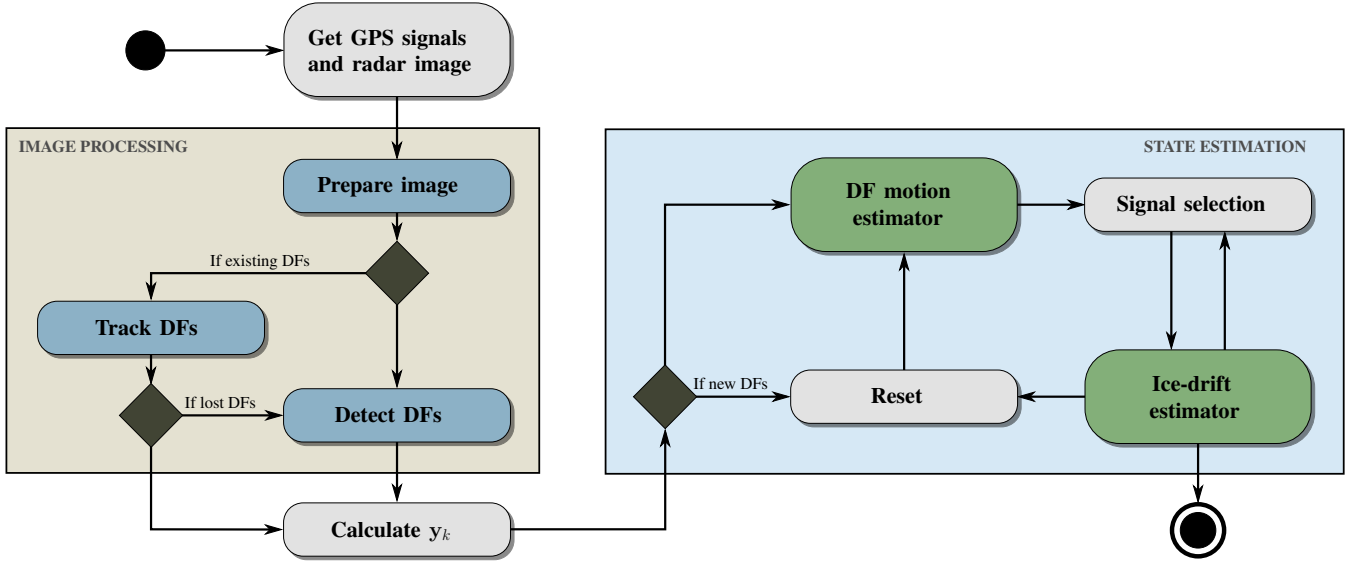 Get GPS signals
and radar image
IMAGE PROCESSING
Prepare image
If existing DFs
Track DFs
If lost DFs
Detect DFs
Calculate yₖ
STATE ESTIMATION
DF motion
estimator
Signal selection
If new DFs
Reset
Ice-drift
estimator